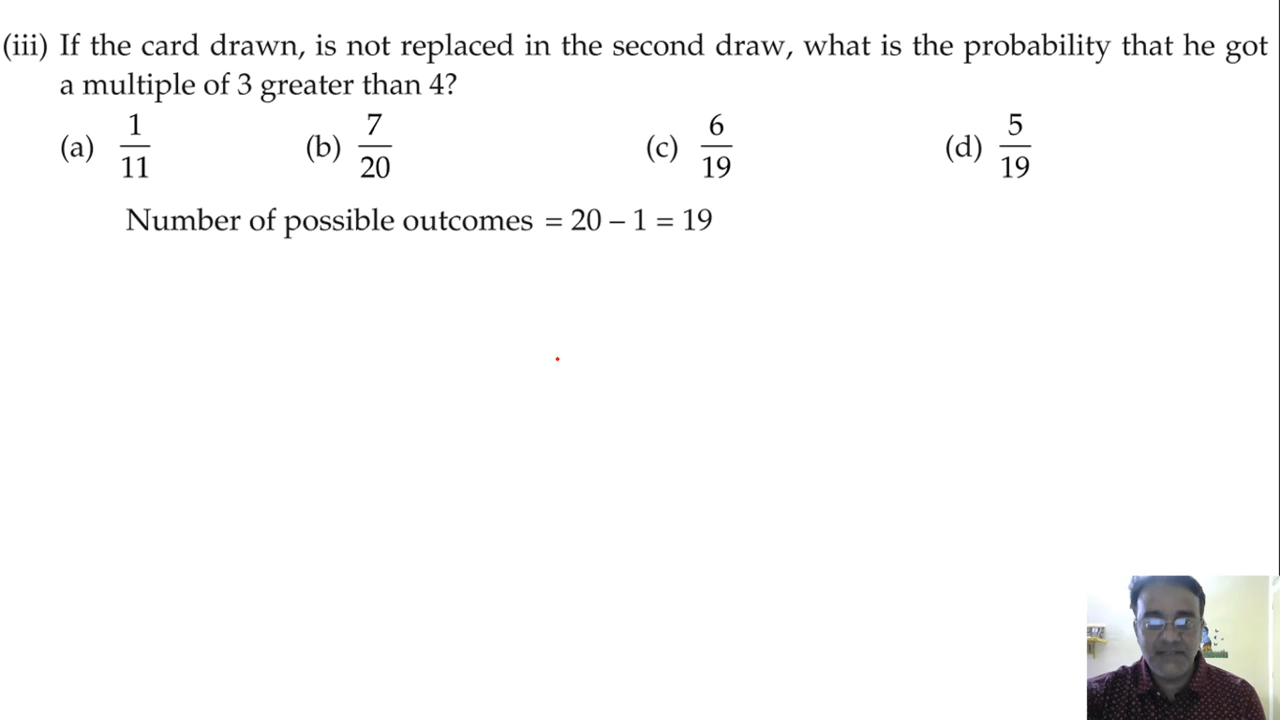 (iii) If the card drawn, is not replaced in the second draw, what is the probability that he got
a multiple of 3 greater than 4?
(a) 1/11 (b) 7/20 (c) 6/19 (d) 5/19
Number of possible outcomes = 20 – 1 = 19